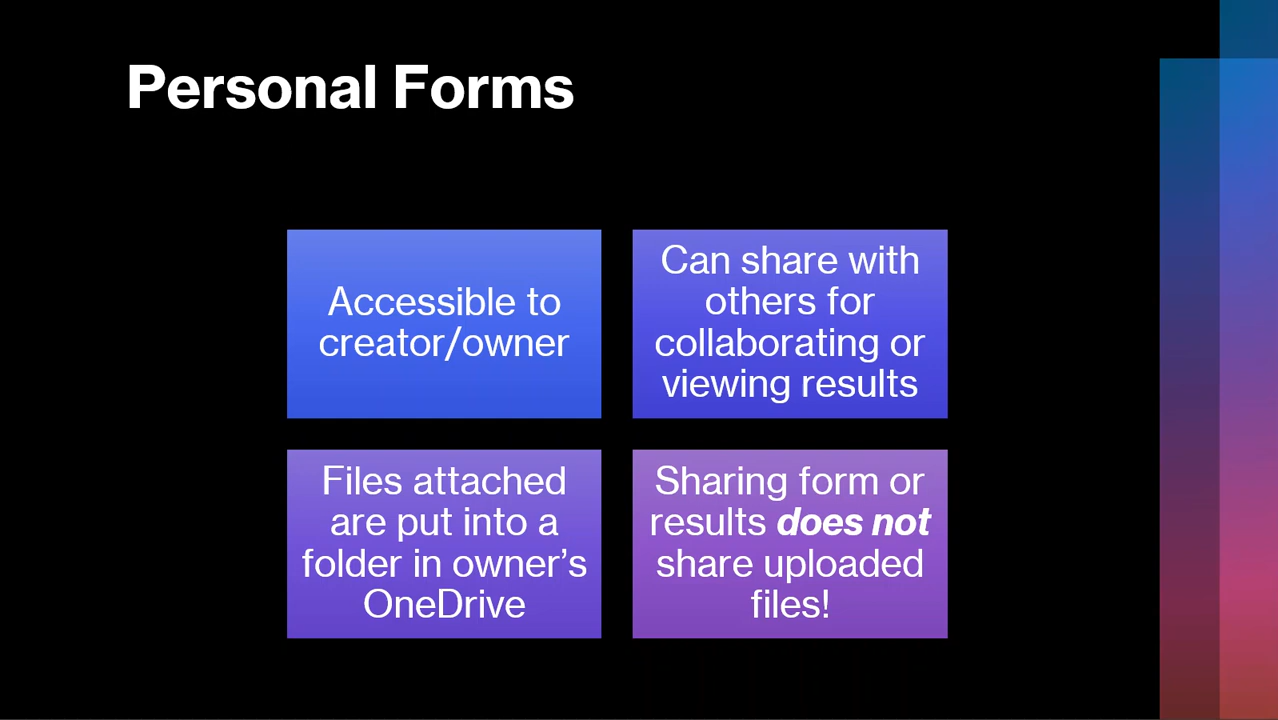 Personal Forms
Accessible to
creator/owner
Can share with
others for
collaborating or
viewing results
Files attached
are put into a
folder in owner’s
OneDrive
Sharing form or
results does not
share uploaded
files!